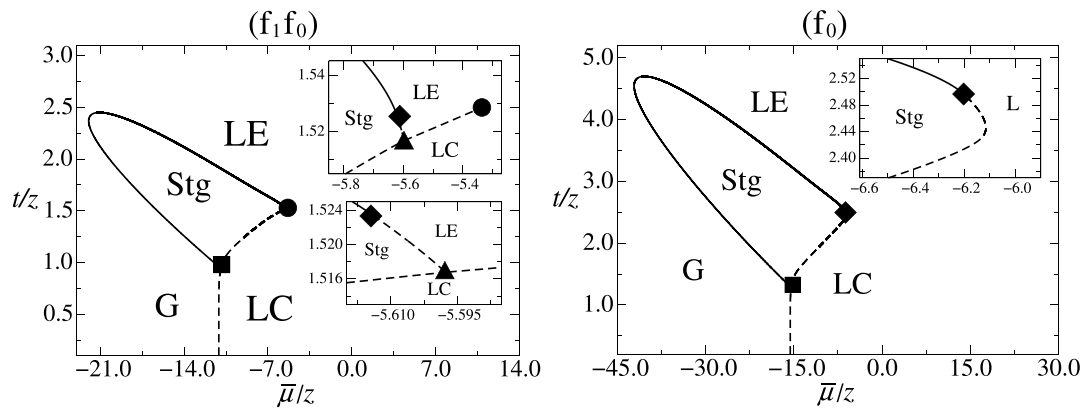 (f₁f₀)
3.0
2.5
2.0
1.5
1.0
0.5
t/z
−21.0 −14.0 −7.0 0.0 7.0 14.0
μ̄/z
LE
Stg
G
LC
1.54
1.52
−5.8 −5.6 −5.4
LE
Stg
LC
1.524
1.520
1.516
−5.610 −5.595
LE
Stg
LC
(f₀)
5.0
4.0
3.0
2.0
1.0
t/z
−45.0 −30.0 −15.0 0.0 15.0 30.0
μ̄/z
LE
Stg
G
LC
2.52
2.48
2.44
2.40
−6.6 −6.4 −6.2 −6.0
L
Stg